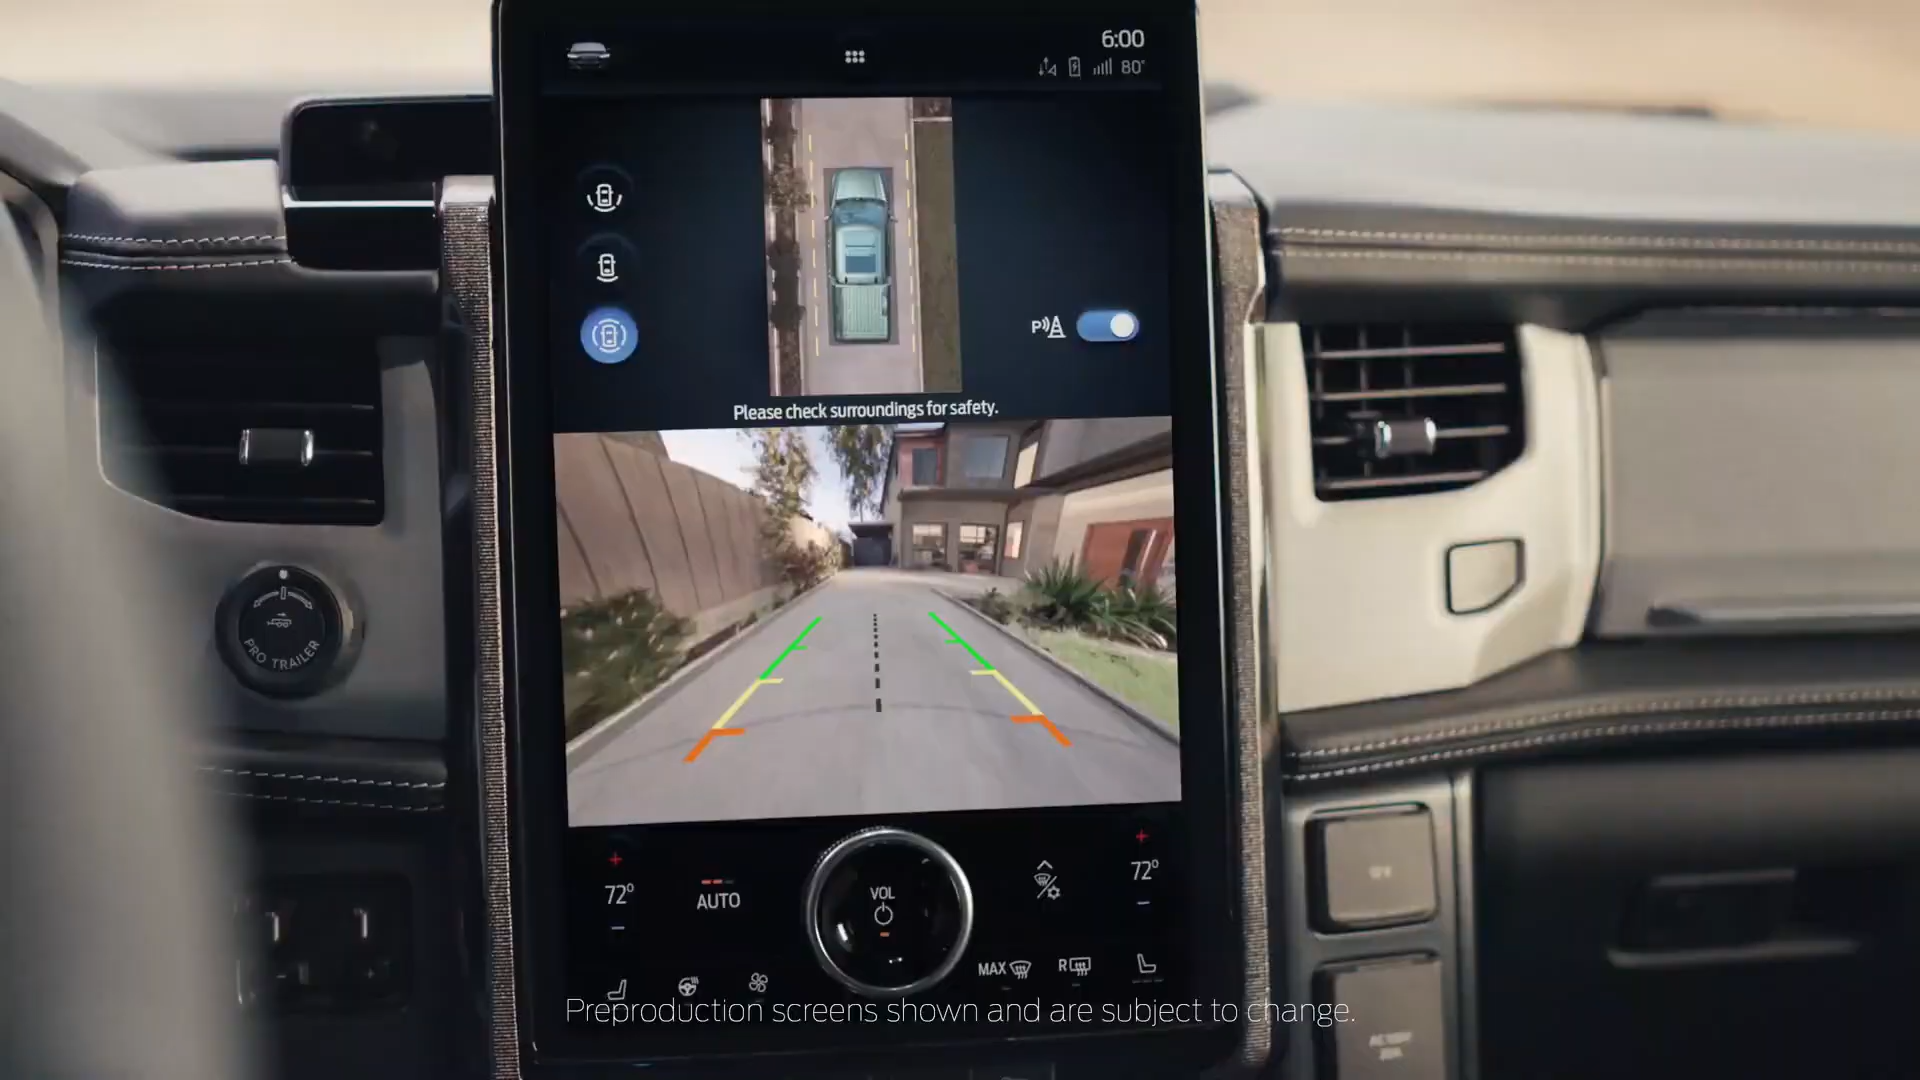 6:00
80°
P
Please check surroundings for safety.
PRO TRAILER
72°
AUTO
VOL
72°
MAX
R
Preproduction screens shown and are subject to change.